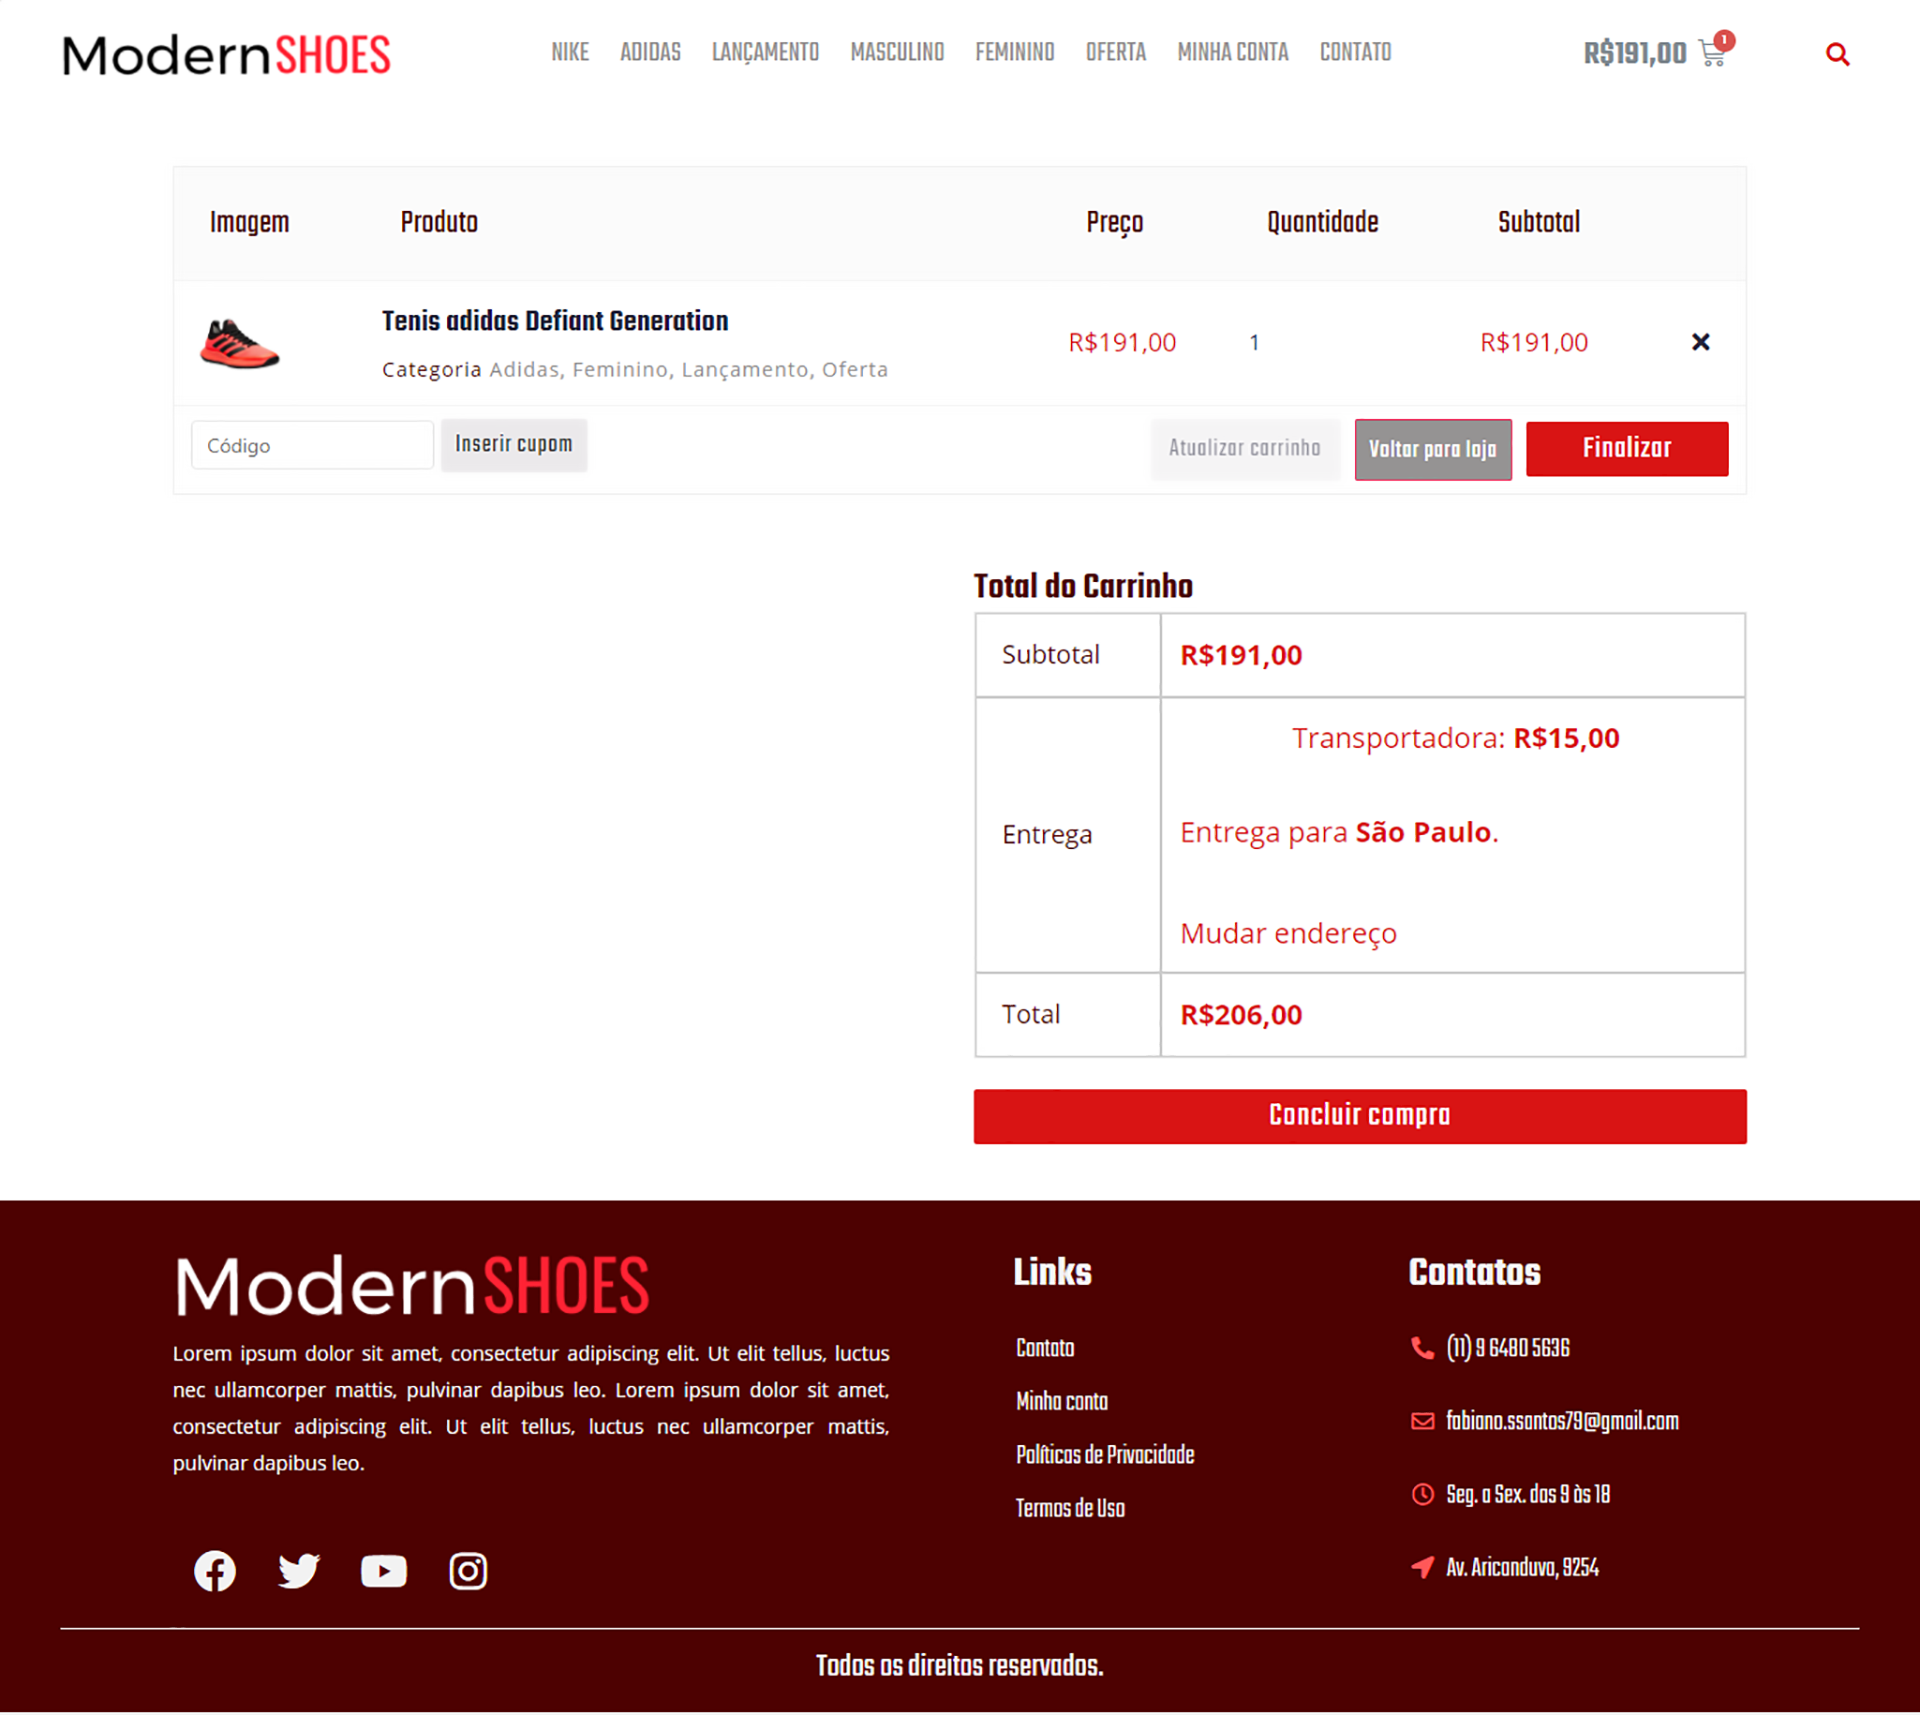 ModernSHOES
NIKE ADIDAS LANÇAMENTO MASCULINO FEMININO OFERTA MINHA CONTA CONTATO
R$191,00 1
Imagem Produto Preço Quantidade Subtotal
Tenis adidas Defiant Generation
Categoria Adidas, Feminino, Lançamento, Oferta
R$191,00 1 R$191,00
Código Inserir cupom Atualizar carrinho Voltar para loja Finalizar
Total do Carrinho
Subtotal R$191,00
Transportadora: R$15,00
Entrega Entrega para São Paulo.
Mudar endereço
Total R$206,00
Concluir compra
ModernSHOES
Lorem ipsum dolor sit amet, consectetur adipiscing elit. Ut elit tellus, luctus
nec ullamcorper mattis, pulvinar dapibus leo. Lorem ipsum dolor sit amet,
consectetur adipiscing elit. Ut elit tellus, luctus nec ullamcorper mattis,
pulvinar dapibus leo.
Links
Contato
Minha conta
Políticas de Privacidade
Termos de Uso
Contatos
(11) 9 6480 5636
fabiano.ssantos79@gmail.com
Seg. a Sex. das 9 às 18
Av. Aricanduva, 9254
Todos os direitos reservados.